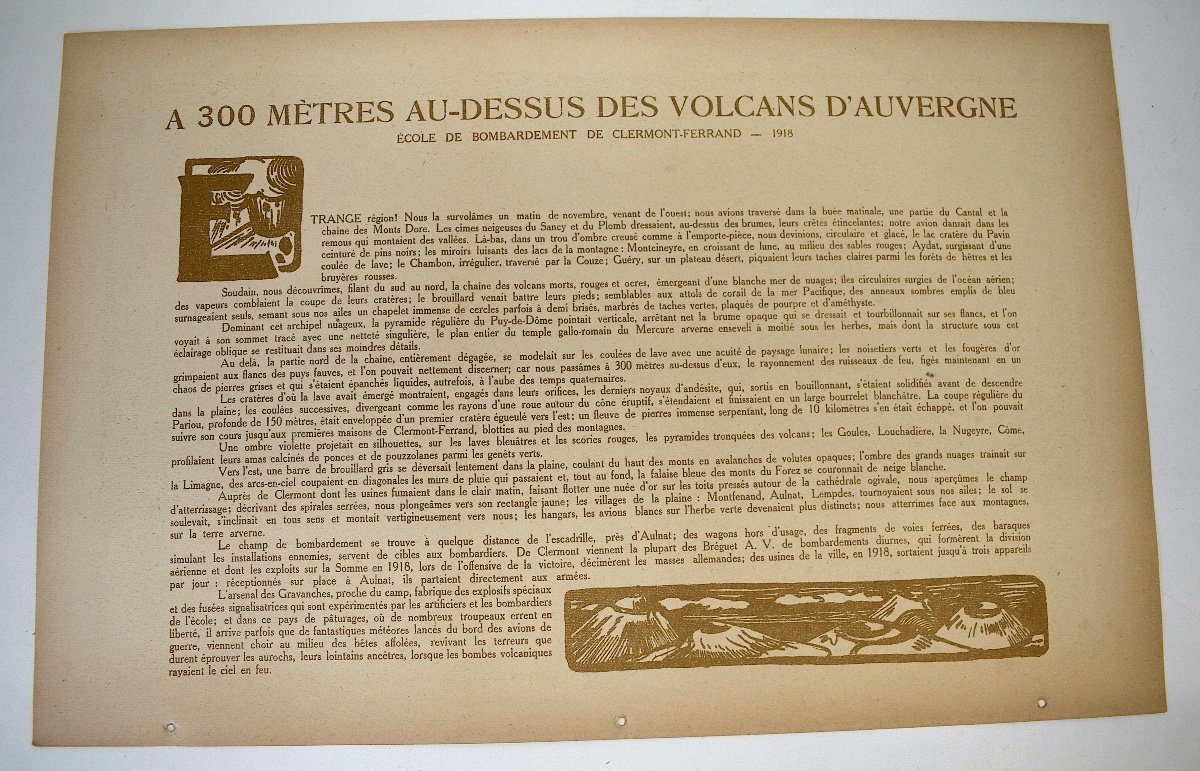 A 300 MÈTRES AU-DESSUS DES VOLCANS D'AUVERGNE
ÉCOLE DE BOMBARDEMENT DE CLERMONT-FERRAND — 1918
ETRANGE région! Nous la survolâmes un matin de novembre, venant de l'ouest; nous avions traversé dans la buée matinale, une partie du Cantal et la
chaîne des Monts Dore. Les cimes neigeuses du Sancy et du Plomb dressaient, au-dessus des brumes, leurs crêtes étincelantes; notre avion dansait dans les
remous qui montaient des vallées. Là-bas, dans un trou d'ombre creusé comme à l'emporte-pièce, nous devinions, circulaire et glacé, le lac cratère du Pavin
ceinturé de pins noirs; les miroirs luisants des lacs de la montagne : Montcineyre, en croissant de lune, au milieu des sables rouges; Aydat, surgissant d'une
coulée de lave; le Chambon, irrégulier, traversé par la Couze; Guéry, sur un plateau désert, piquaient leurs taches claires parmi les forêts de hêtres et les
bruyères rousses.
Soudain, nous découvrîmes, filant du sud au nord, la chaîne des volcans morts, rouges et ocres, émergeant d'une blanche mer de nuages; îles circulaires surgies de l'océan aérien;
des vapeurs comblaient la coupe de leurs cratères; le brouillard venait battre leurs pieds; semblables aux attols de corail de la mer Pacifique, des anneaux sombres emplis de bleu
surnageaient seuls, semant sous nos ailes un chapelet immense de cercles parfois à demi brisés, marbrés de taches vertes, plaqués de pourpre et d'améthyste.
Dominant cet archipel nuageux, la pyramide régulière du Puy-de-Dôme pointait verticale, arrêtant net la brume opaque qui se dressait et tourbillonnait sur ses flancs, et l'on
voyait à son sommet tracé avec une netteté singulière, le plan entier du temple gallo-romain du Mercure arverne enseveli à moitié sous les herbes, mais dont la structure sous cet
éclairage oblique se restituait dans ses moindres détails.
Au delà, la partie nord de la chaîne, entièrement dégagée, se modelait sur les coulées de lave avec une acuité de paysage lunaire; les noisetiers verts et les fougères d'or
grimpaient aux flancs des puys fauves, et l'on pouvait nettement discerner; car nous passâmes à 300 mètres au-dessus d'eux, le rayonnement des ruisseaux de feu, figés maintenant en un
chaos de pierres grises et qui s'étaient épanchés liquides, autrefois, à l'aube des temps quaternaires.
Les cratères d'où la lave avait émergé montraient, engagés dans leurs orifices, les derniers noyaux d'andésite, qui, sortis en bouillonnant, s'étaient solidifiés avant de descendre
dans la plaine; les coulées successives, divergeant comme les rayons d'une roue autour du cône éruptif, s'étendaient et finissaient en un large bourrelet blanchâtre. La coupe régulière du
Pariou, profonde de 150 mètres, était enveloppée d'un premier cratère égueulé vers l'est; un fleuve de pierres immense serpentant, long de 10 kilomètres s'en était échappé, et l'on pouvait
suivre son cours jusqu'aux premières maisons de Clermont-Ferrand, blotties au pied des montagnes.
Une ombre violette projetait en silhouettes, sur les laves bleuâtres et les scories rouges, les pyramides tronquées des volcans; les Goules, Louchadière, la Nugeyre, Côme,
profilaient leurs amas calcinés de ponces et de pouzzolanes parmi les genêts verts.
Vers l'est, une barre de brouillard gris se déversait lentement dans la plaine, coulant du haut des monts en avalanches de volutes opaques; l'ombre des grands nuages traînait sur
la Limagne, des arcs-en-ciel coupaient en diagonales les murs de pluie qui passaient et, tout au fond, la falaise bleue des monts du Forez se couronnait de neige blanche.
Auprès de Clermont dont les usines fumaient dans le clair matin, faisant flotter une nuée d'or sur les toits pressés autour de la cathédrale ogivale, nous aperçûmes le champ
d'atterrissage; décrivant des spirales serrées, nous plongeâmes vers son rectangle jaune; les villages de la plaine : Montfenand, Aulnat, Lempdes, tournoyaient sous nos ailes; le sol se
soulevait, s'inclinait en tous sens et montait vertigineusement vers nous; les hangars, les avions blancs sur l'herbe verte devenaient plus distincts; nous atterrîmes face aux montagnes,
sur la terre arverne.
Le champ de bombardement se trouve à quelque distance de l'escadrille, près d'Aulnat; des wagons hors d'usage, des fragments de voies ferrées, des baraques
simulant les installations ennemies, servent de cibles aux bombardiers. De Clermont viennent la plupart des Bréguet A. V. de bombardements diurnes, qui formèrent la division
aérienne et dont les exploits sur la Somme en 1918, lors de l'offensive de la victoire, décimèrent les masses allemandes; des usines de la ville, en 1918, sortaient jusqu'à trois appareils
par jour : réceptionnés sur place à Aulnat, ils partaient directement aux armées.
L'arsenal des Gravanches, proche du camp, fabrique des explosifs spéciaux
et des fusées signalisatrices qui sont expérimentés par les artificiers et les bombardiers
de l'école; et dans ce pays de pâturages, où de nombreux troupeaux errent en
liberté, il arrive parfois que de fantastiques météores lancés du bord des avions de
guerre, viennent choir au milieu des bêtes affolées, revivant les terreurs que
durent éprouver les aurochs, leurs lointains ancêtres, lorsque les bombes volcaniques
rayaient le ciel en feu.